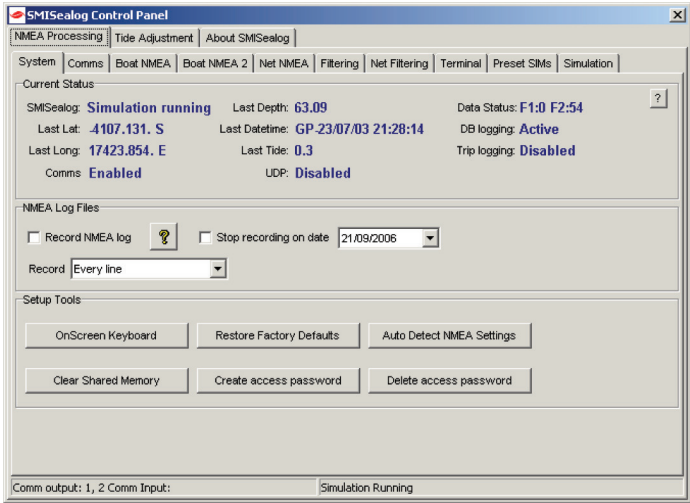 SMISealog Control Panel
NMEA Processing Tide Adjustment About SMISealog
System Comms Boat NMEA Boat NMEA 2 Net NMEA Filtering Net Filtering Terminal Preset SIMs Simulation
Current Status
SMISealog: Simulation running Last Depth: 63.09 Data Status: F1:0 F2:54 ?
Last Lat: -4107.131. S Last Datetime: GP-23/07/03 21:28:14 DB logging: Active
Last Long: 17423.854. E Last Tide: 0.3 Trip logging: Disabled
Comms Enabled UDP: Disabled
NMEA Log Files
Record NMEA log ? Stop recording on date 21/09/2006
Record Every line
Setup Tools
OnScreen Keyboard Restore Factory Defaults Auto Detect NMEA Settings
Clear Shared Memory Create access password Delete access password
Comm output: 1, 2 Comm Input: Simulation Running